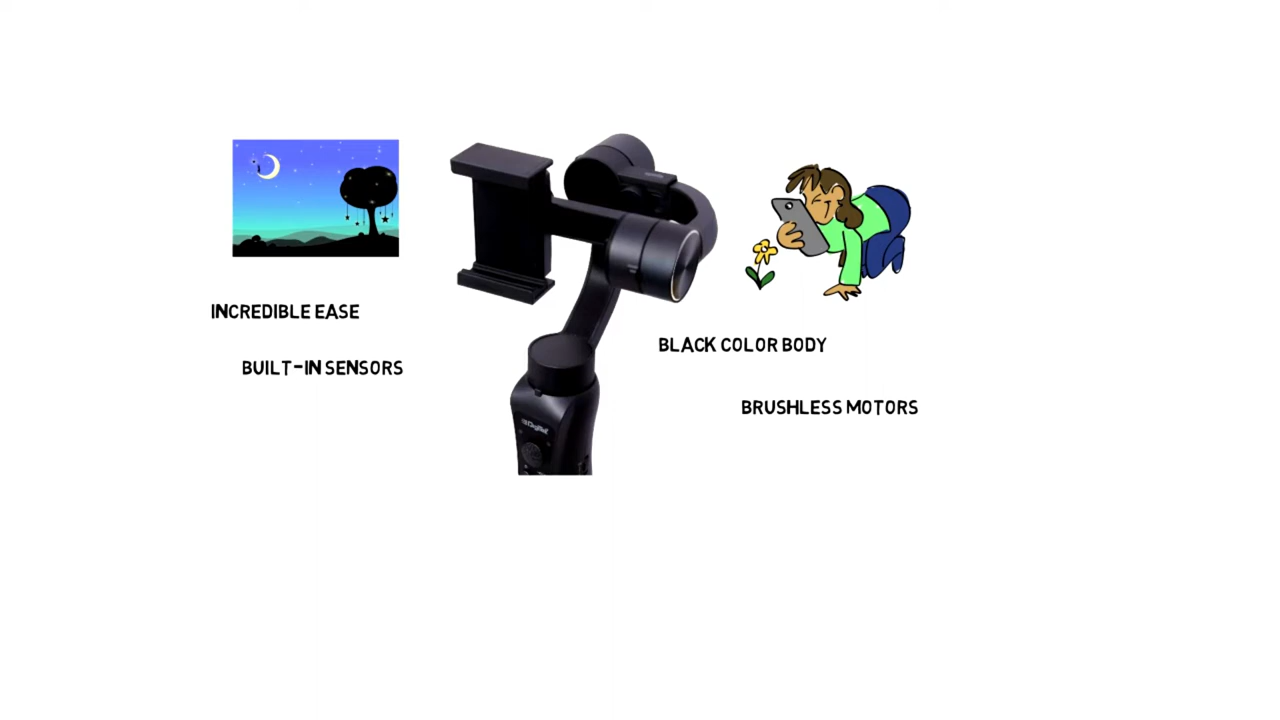 INCREDIBLE EASE
BUILT-IN SENSORS
BLACK COLOR BODY
BRUSHLESS MOTORS